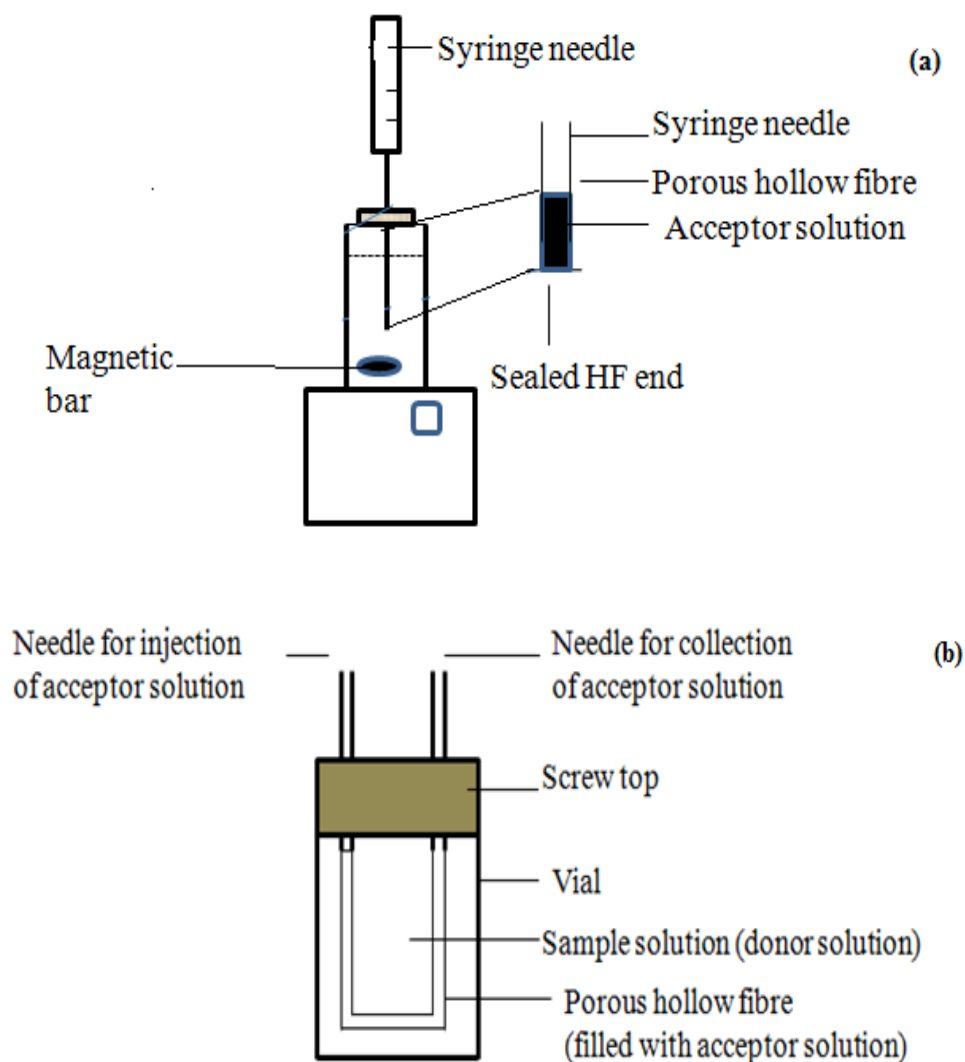 Syringe needle
(a)
Syringe needle
Porous hollow fibre
Acceptor solution
Magnetic
bar
Sealed HF end
Needle for injection
of acceptor solution
Needle for collection
of acceptor solution
(b)
Screw top
Vial
Sample solution (donor solution)
Porous hollow fibre
(filled with acceptor solution)